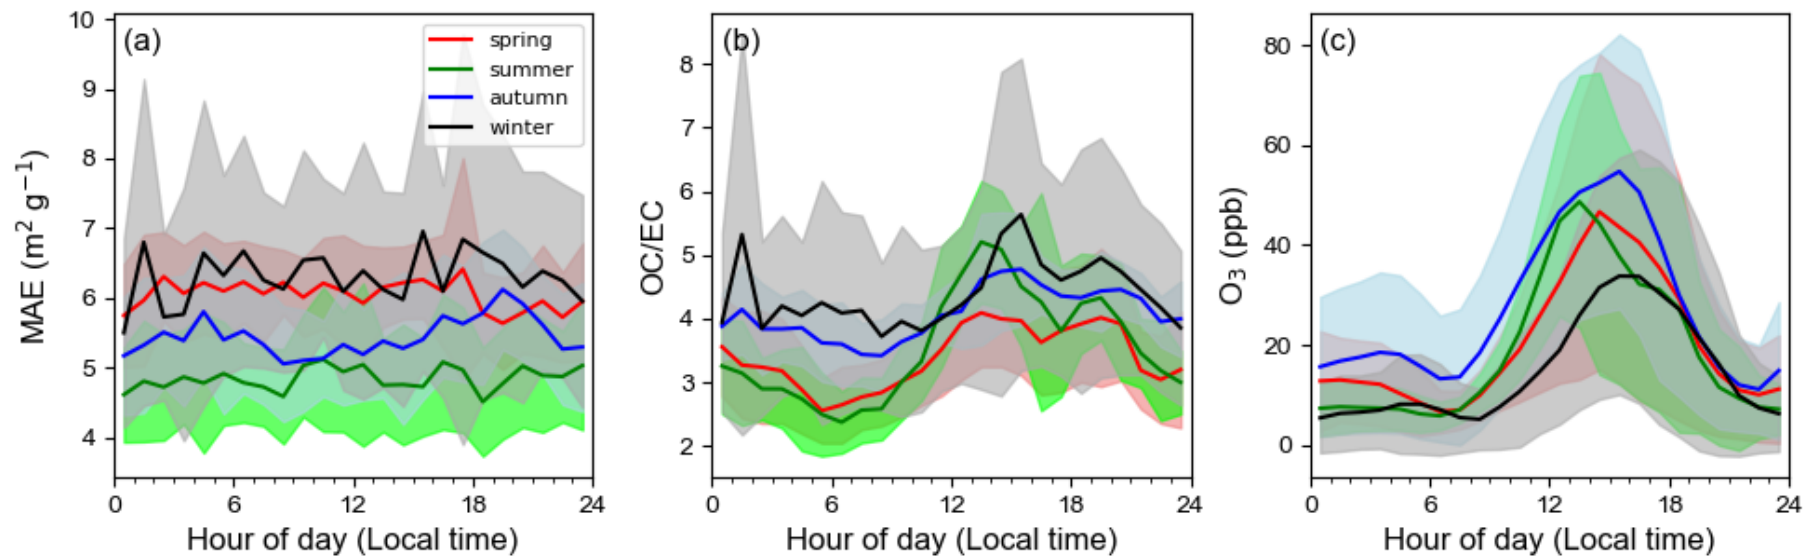 (a)
spring
summer
autumn
winter
10
9
8
7
6
5
4
MAE (m² g⁻¹)
0 6 12 18 24
Hour of day (Local time)
(b)
8
7
6
5
4
3
2
OC/EC
0 6 12 18 24
Hour of day (Local time)
(c)
80
60
40
20
0
O₃ (ppb)
0 6 12 18 24
Hour of day (Local time)